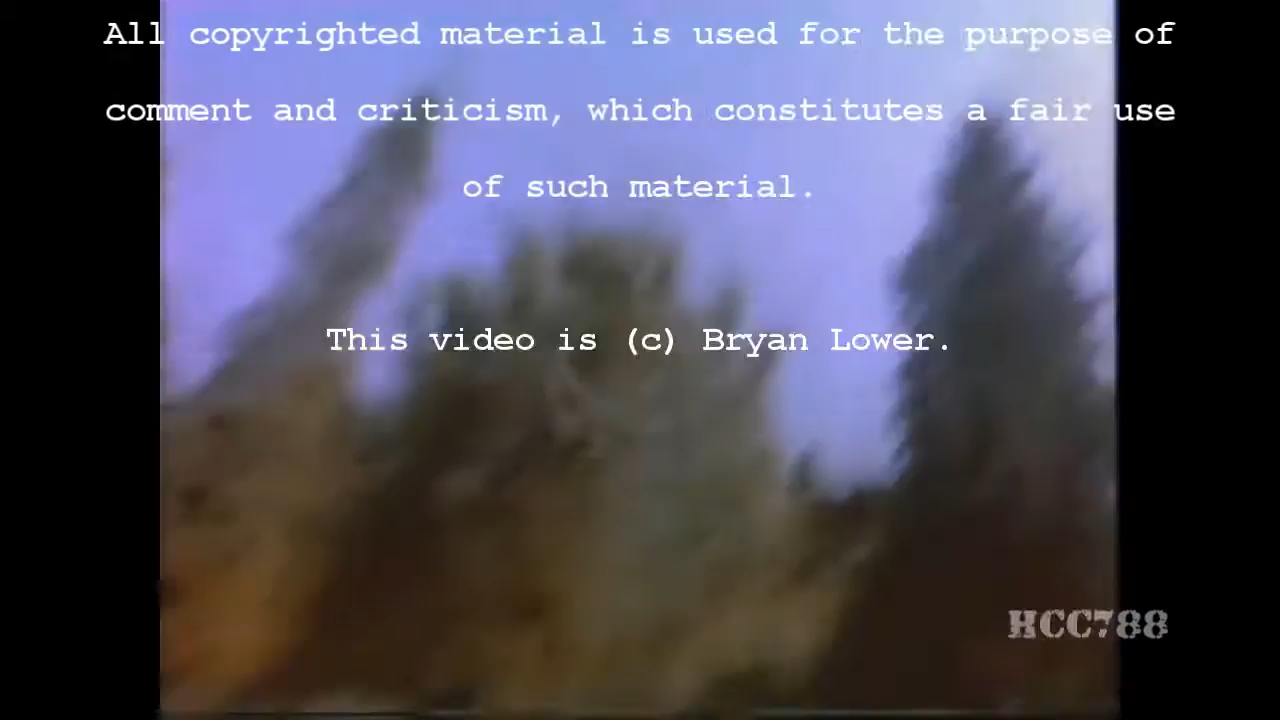 All copyrighted material is used for the purpose of
comment and criticism, which constitutes a fair use
of such material.
This video is (c) Bryan Lower.
HCC788